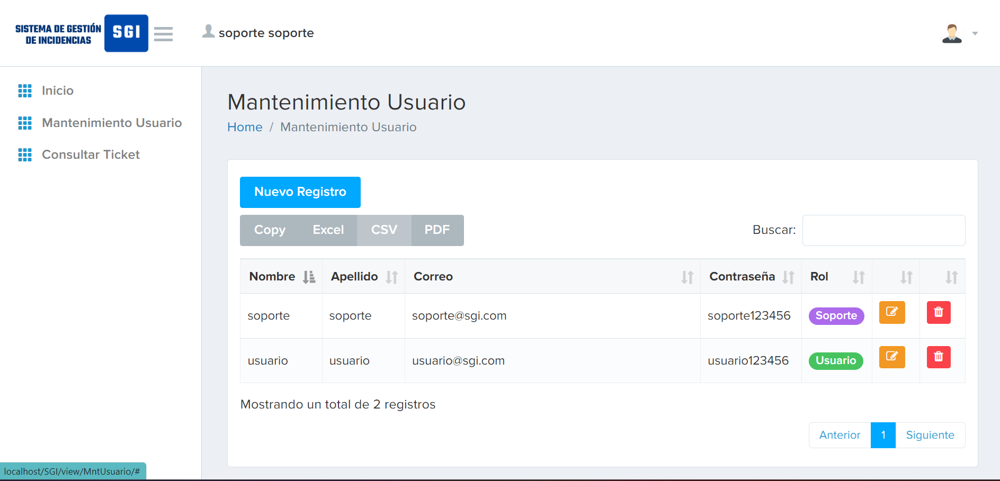 SISTEMA DE GESTIÓN
DE INCIDENCIAS
SGI
soporte soporte
Inicio
Mantenimiento Usuario
Consultar Ticket
Mantenimiento Usuario
Home / Mantenimiento Usuario
Nuevo Registro
Copy Excel CSV PDF
Buscar:
Nombre Apellido Correo Contraseña Rol
soporte soporte soporte@sgi.com soporte123456 Soporte
usuario usuario usuario@sgi.com usuario123456 Usuario
Mostrando un total de 2 registros
Anterior 1 Siguiente
localhost/SGI/view/MntUsuario/#